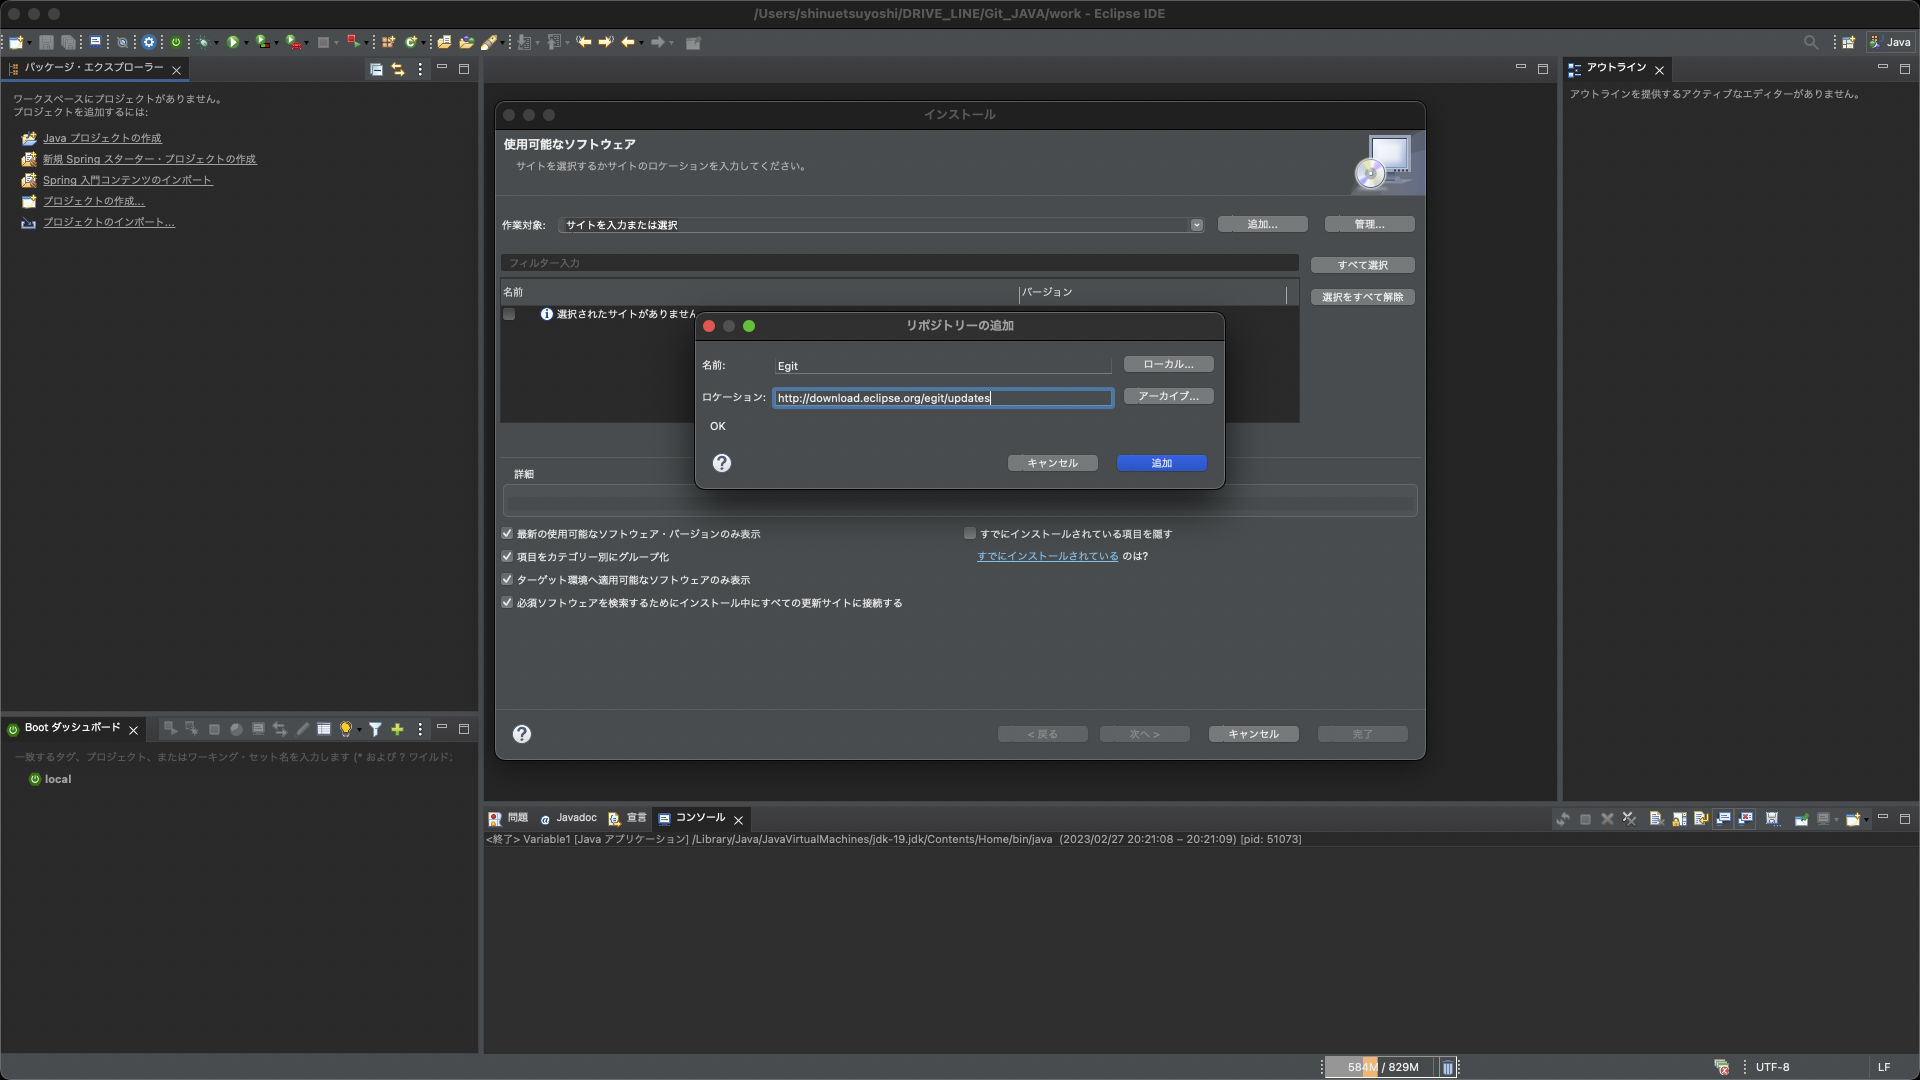 /Users/shinuetsuyoshi/DRIVE_LINE/Git_JAVA/work - Eclipse IDE
Java
パッケージ・エクスプローラー
ワークスペースにプロジェクトがありません。
プロジェクトを追加するには:
Java プロジェクトの作成
新規 Spring スターター・プロジェクトの作成
Spring 入門コンテンツのインポート
プロジェクトの作成...
プロジェクトのインポート...
アウトライン
アウトラインを提供するアクティブなエディターがありません。
インストール
使用可能なソフトウェア
サイトを選択するかサイトのロケーションを入力してください。
作業対象: サイトを入力または選択 追加... 管理...
フィルター入力
すべて選択
名前 バージョン
選択をすべて解除
選択されたサイトがありません
リポジトリーの追加
名前: Egit ローカル...
ロケーション: http://download.eclipse.org/egit/updates アーカイブ...
OK
キャンセル 追加
詳細
最新の使用可能なソフトウェア・バージョンのみ表示
すでにインストールされている項目を隠す
項目をカテゴリー別にグループ化
すでにインストールされている のは?
ターゲット環境へ適用可能なソフトウェアのみ表示
必須ソフトウェアを検索するためにインストール中にすべての更新サイトに接続する
< 戻る 次へ > キャンセル 完了
Boot ダッシュボード
一致するタグ、プロジェクト、またはワーキング・セット名を入力します (* および ? ワイルド:
local
問題 Javadoc 宣言 コンソール
<終了> Variable1 [Java アプリケーション] /Library/Java/JavaVirtualMachines/jdk-19.jdk/Contents/Home/bin/java (2023/02/27 20:21:08 – 20:21:09) [pid: 51073]
584M / 829M
UTF-8
LF